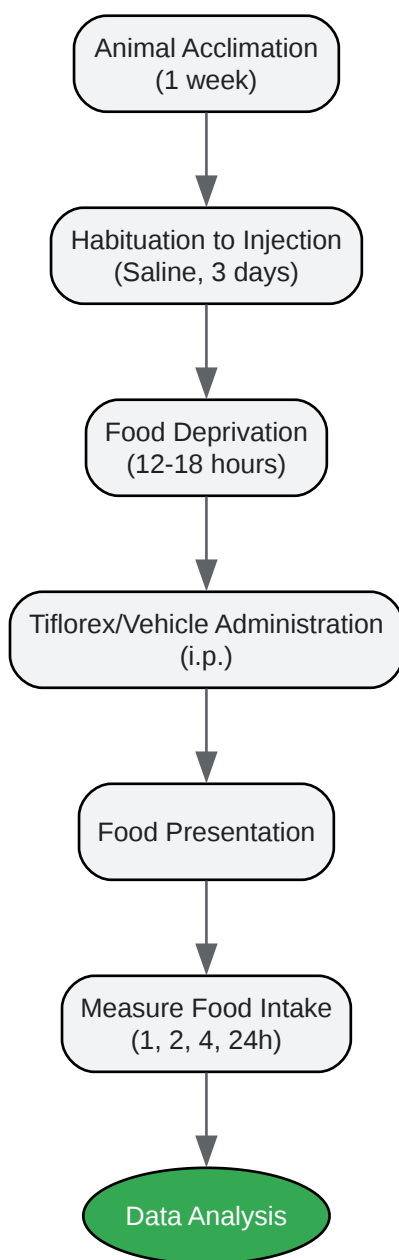 Animal Acclimation
(1 week)
Habituation to Injection
(Saline, 3 days)
Food Deprivation
(12-18 hours)
Tiflorex/Vehicle Administration
(i.p.)
Food Presentation
Measure Food Intake
(1, 2, 4, 24h)
Data Analysis